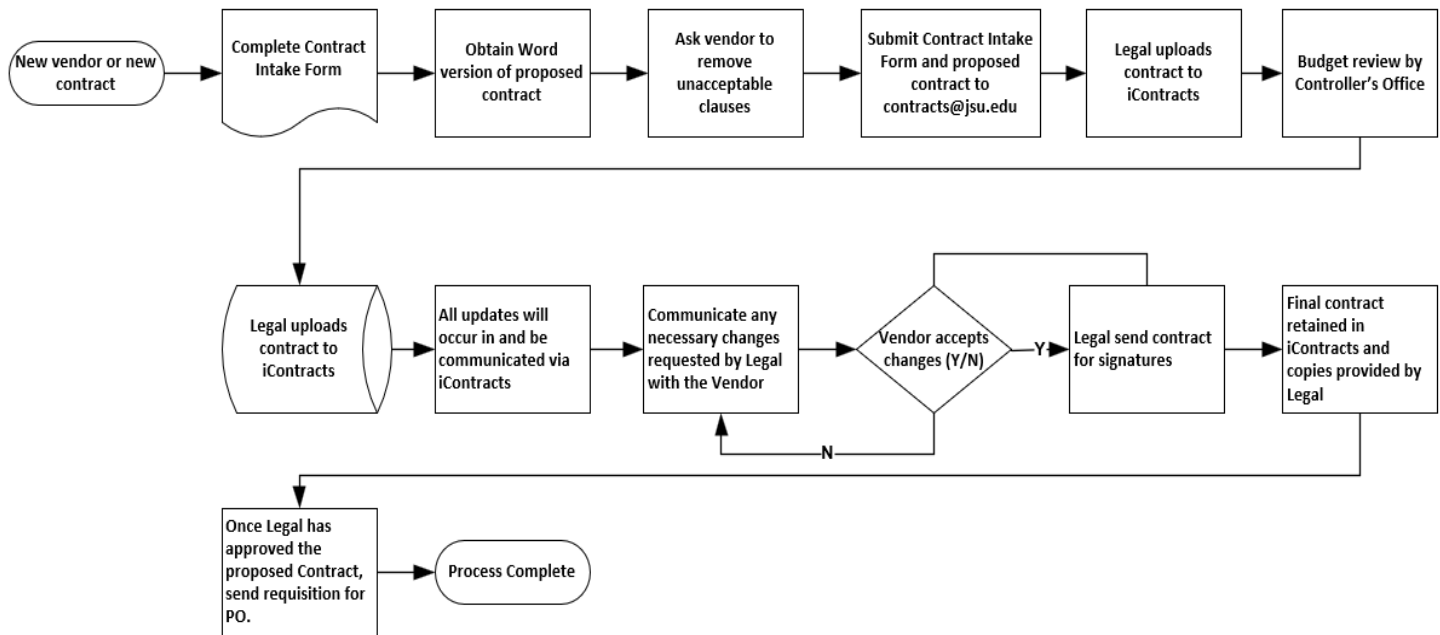 New vendor or new
contract
Complete Contract
Intake Form
Obtain Word
version of proposed
contract
Ask vendor to
remove
unacceptable
clauses
Submit Contract Intake
Form and proposed
contract to
contracts@jsu.edu
Legal uploads
contract to
iContracts
Budget review by
Controller's Office
Legal uploads
contract to
iContracts
All updates will
occur in and be
communicated via
iContracts
Communicate any
necessary changes
requested by Legal
with the Vendor
Vendor accepts
changes (Y/N)
Y
Legal send contract
for signatures
Final contract
retained in
iContracts and
copies provided by
Legal
N
Once Legal has
approved the
proposed Contract,
send requisition for
PO.
Process Complete